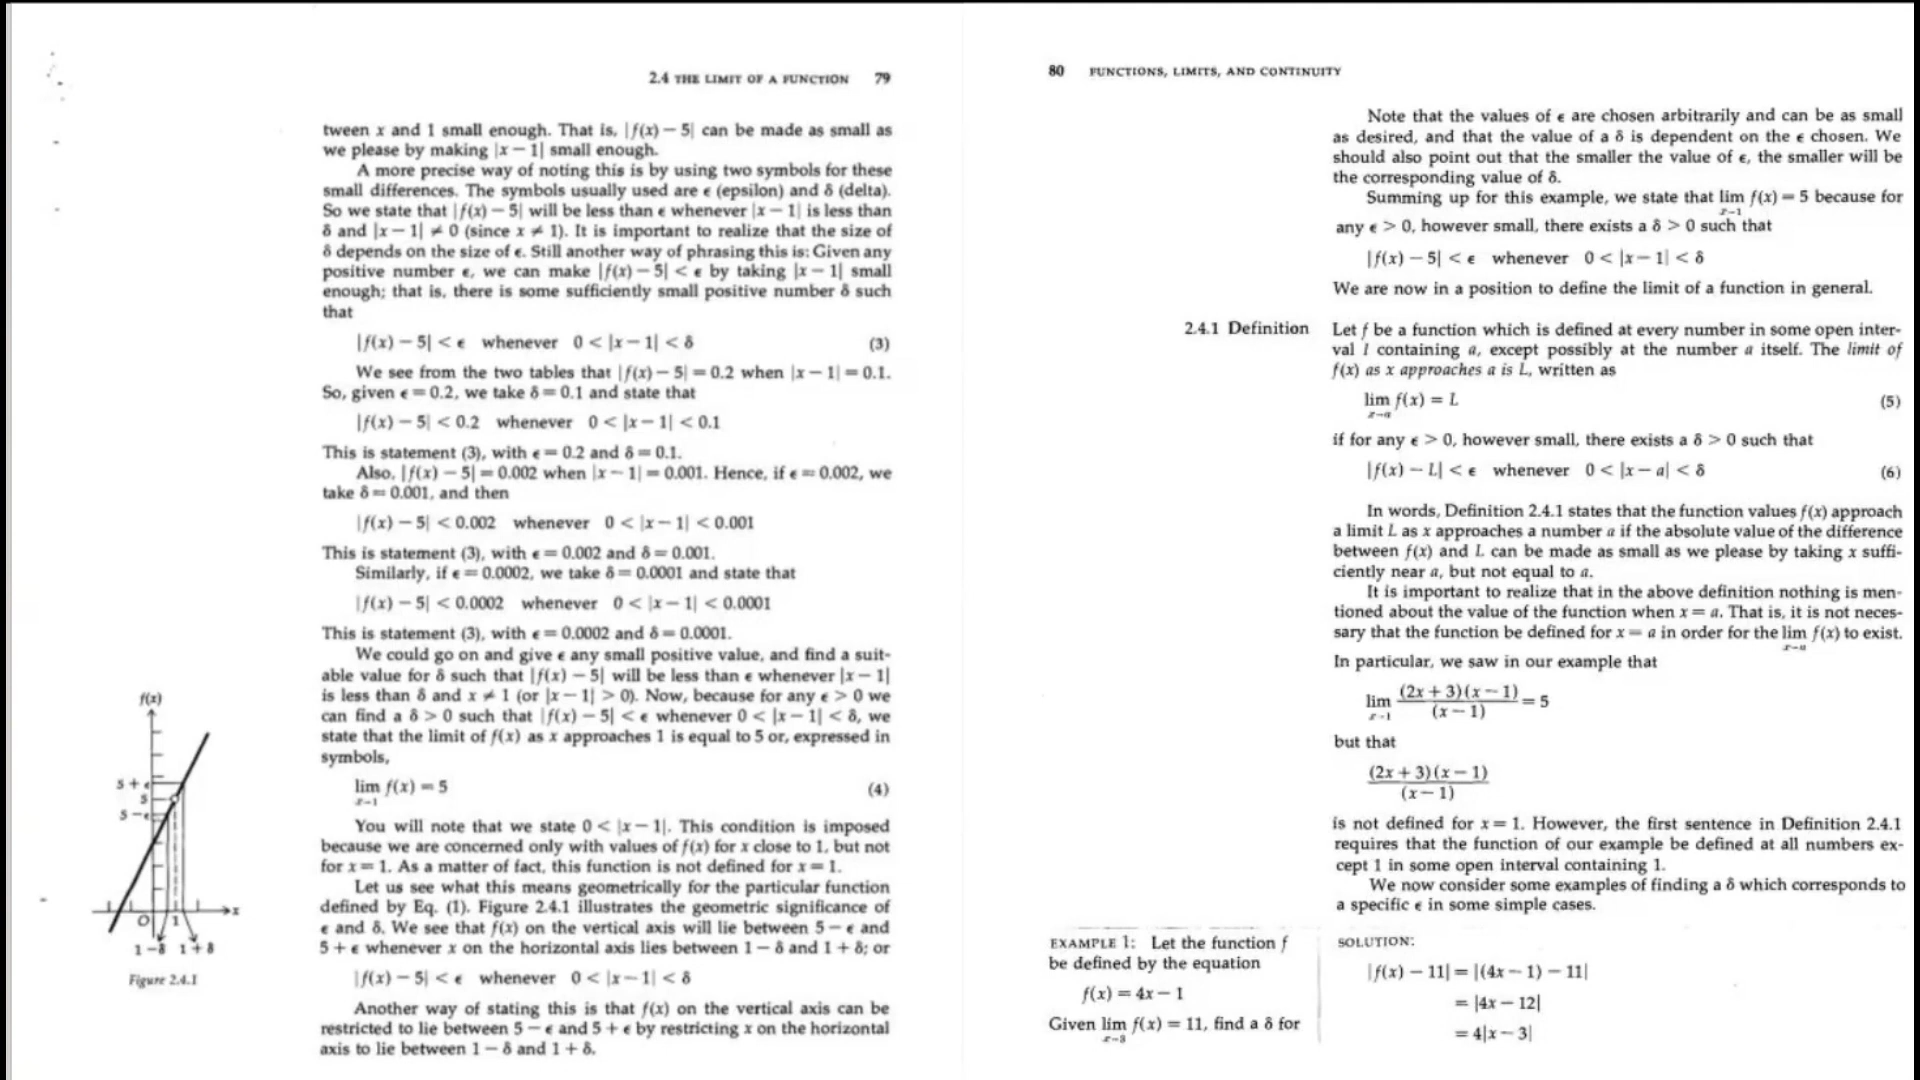 2.4 THE LIMIT OF A FUNCTION 79
tween x and 1 small enough. That is, |f(x) − 5| can be made as small as
we please by making |x − 1| small enough.
A more precise way of noting this is by using two symbols for these
small differences. The symbols usually used are ϵ (epsilon) and δ (delta).
So we state that |f(x) − 5| will be less than ϵ whenever |x − 1| is less than
δ and |x − 1| ≠ 0 (since x ≠ 1). It is important to realize that the size of
δ depends on the size of ϵ. Still another way of phrasing this is: Given any
positive number ϵ, we can make |f(x) − 5| < ϵ by taking |x − 1| small
enough; that is, there is some sufficiently small positive number δ such
that
|f(x) − 5| < ϵ whenever 0 < |x − 1| < δ (3)
We see from the two tables that |f(x) − 5| = 0.2 when |x − 1| = 0.1.
So, given ϵ = 0.2, we take δ = 0.1 and state that
|f(x) − 5| < 0.2 whenever 0 < |x − 1| < 0.1
This is statement (3), with ϵ = 0.2 and δ = 0.1.
Also, |f(x) − 5| = 0.002 when |x − 1| = 0.001. Hence, if ϵ = 0.002, we
take δ = 0.001, and then
|f(x) − 5| < 0.002 whenever 0 < |x − 1| < 0.001
This is statement (3), with ϵ = 0.002 and δ = 0.001.
Similarly, if ϵ = 0.0002, we take δ = 0.0001 and state that
|f(x) − 5| < 0.0002 whenever 0 < |x − 1| < 0.0001
This is statement (3), with ϵ = 0.0002 and δ = 0.0001.
We could go on and give ϵ any small positive value, and find a suit-
able value for δ such that |f(x) − 5| will be less than ϵ whenever |x − 1|
is less than δ and x ≠ 1 (or |x − 1| > 0). Now, because for any ϵ > 0 we
can find a δ > 0 such that |f(x) − 5| < ϵ whenever 0 < |x − 1| < δ, we
state that the limit of f(x) as x approaches 1 is equal to 5 or, expressed in
symbols,
lim f(x) = 5 (4)
x→1
You will note that we state 0 < |x − 1|. This condition is imposed
because we are concerned only with values of f(x) for x close to 1, but not
for x = 1. As a matter of fact, this function is not defined for x = 1.
Let us see what this means geometrically for the particular function
defined by Eq. (1). Figure 2.4.1 illustrates the geometric significance of
ϵ and δ. We see that f(x) on the vertical axis will lie between 5 − ϵ and
5 + ϵ whenever x on the horizontal axis lies between 1 − δ and 1 + δ; or
|f(x) − 5| < ϵ whenever 0 < |x − 1| < δ
Another way of stating this is that f(x) on the vertical axis can be
restricted to lie between 5 − ϵ and 5 + ϵ by restricting x on the horizontal
axis to lie between 1 − δ and 1 + δ.
f(x)
5 + ϵ
5
5 − ϵ
O 1 x
1 − δ 1 + δ
Figure 2.4.1
80 FUNCTIONS, LIMITS, AND CONTINUITY
Note that the values of ϵ are chosen arbitrarily and can be as small
as desired, and that the value of a δ is dependent on the ϵ chosen. We
should also point out that the smaller the value of ϵ, the smaller will be
the corresponding value of δ.
Summing up for this example, we state that lim f(x) = 5 because for
x→1
any ϵ > 0, however small, there exists a δ > 0 such that
|f(x) − 5| < ϵ whenever 0 < |x − 1| < δ
We are now in a position to define the limit of a function in general.
2.4.1 Definition Let f be a function which is defined at every number in some open inter-
val I containing a, except possibly at the number a itself. The limit of
f(x) as x approaches a is L, written as
lim f(x) = L (5)
x→a
if for any ϵ > 0, however small, there exists a δ > 0 such that
|f(x) − L| < ϵ whenever 0 < |x − a| < δ (6)
In words, Definition 2.4.1 states that the function values f(x) approach
a limit L as x approaches a number a if the absolute value of the difference
between f(x) and L can be made as small as we please by taking x suffi-
ciently near a, but not equal to a.
It is important to realize that in the above definition nothing is men-
tioned about the value of the function when x = a. That is, it is not neces-
sary that the function be defined for x = a in order for the lim f(x) to exist.
x→a
In particular, we saw in our example that
lim (2x + 3)(x − 1) = 5
x→1 (x − 1)
but that
(2x + 3)(x − 1)
(x − 1)
is not defined for x = 1. However, the first sentence in Definition 2.4.1
requires that the function of our example be defined at all numbers ex-
cept 1 in some open interval containing 1.
We now consider some examples of finding a δ which corresponds to
a specific ϵ in some simple cases.
EXAMPLE 1: Let the function f
be defined by the equation
f(x) = 4x − 1
Given lim f(x) = 11, find a δ for
x→3
SOLUTION:
|f(x) − 11| = |(4x − 1) − 11|
= |4x − 12|
= 4|x − 3|